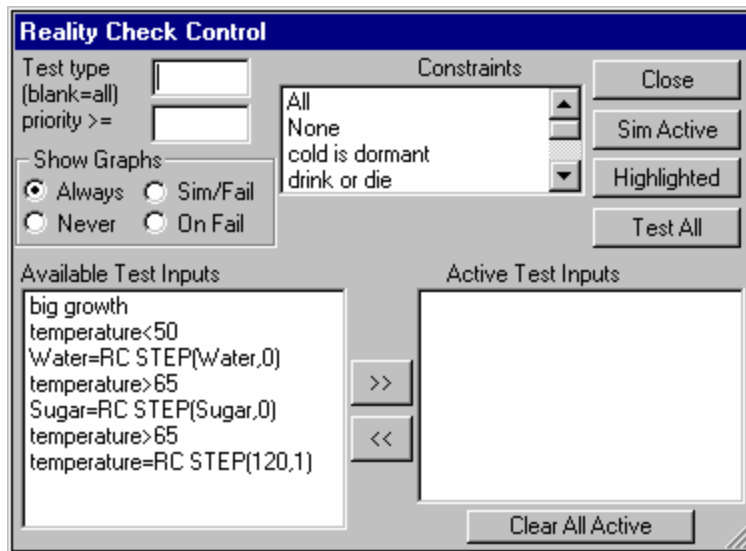 Reality Check Control
Test type
(blank=all)
priority >=
Constraints
All
None
cold is dormant
drink or die
Close
Sim Active
Highlighted
Test All
Show Graphs
Always Sim/Fail
Never On Fail
Available Test Inputs
big growth
temperature<50
Water=RC STEP(Water,0)
temperature>65
Sugar=RC STEP(Sugar,0)
temperature>65
temperature=RC STEP(120,1)
>>
<<
Active Test Inputs
Clear All Active